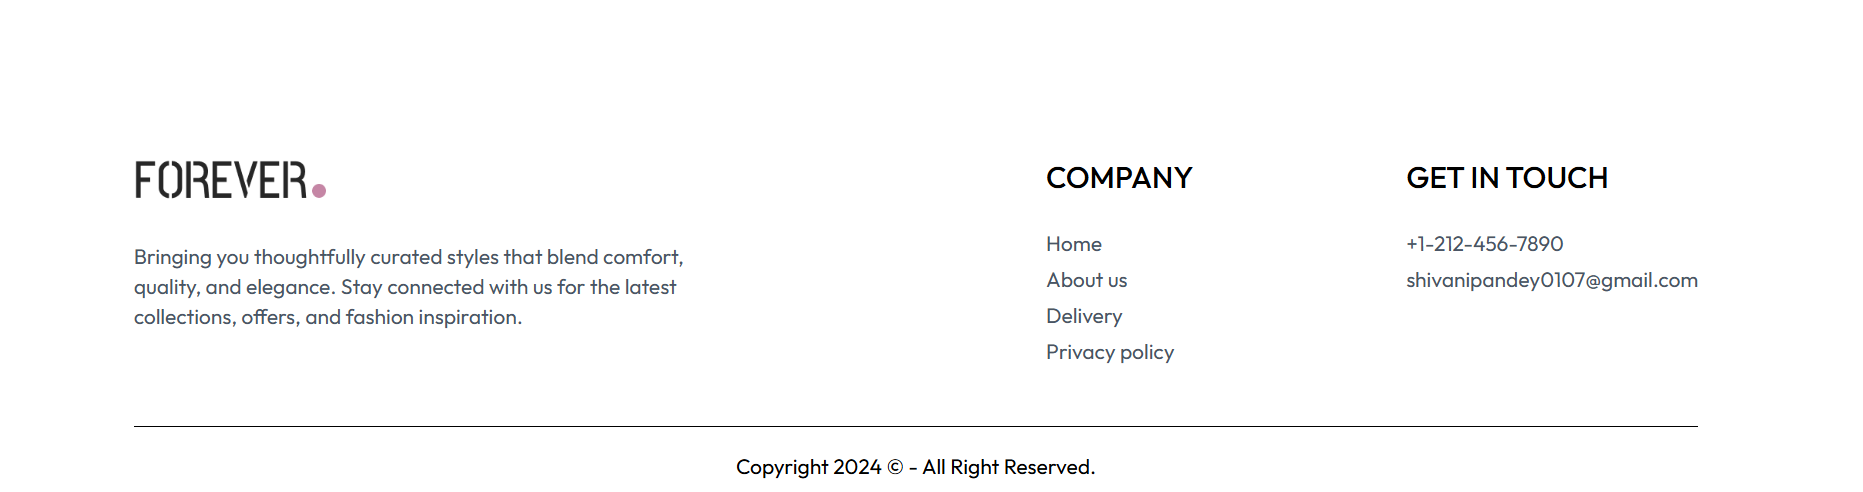 FOREVER.
Bringing you thoughtfully curated styles that blend comfort,
quality, and elegance. Stay connected with us for the latest
collections, offers, and fashion inspiration.
COMPANY
Home
About us
Delivery
Privacy policy
GET IN TOUCH
+1-212-456-7890
shivanipandey0107@gmail.com
Copyright 2024 © - All Right Reserved.